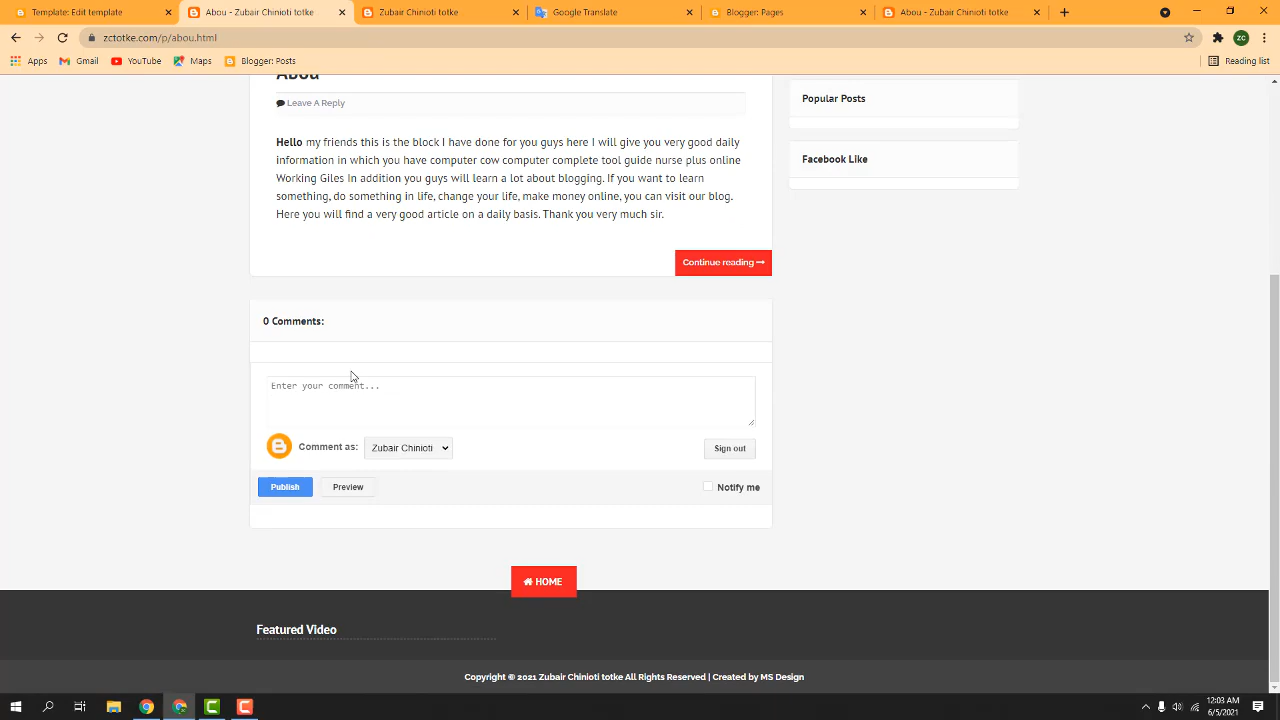 Template: Edit template
Abou - Zubair Chinioti totke
Zubair Chinioti totke
Google Translate
Blogger: Pages
Abou - Zubair Chinioti totke
zctotke.com/p/abou.html
ZC
Apps
Gmail
YouTube
Maps
Blogger: Posts
Reading list
Abou
Leave A Reply
Hello my friends this is the block I have done for you guys here I will give you very good daily
information in which you have computer cow computer complete tool guide nurse plus online
Working Giles In addition you guys will learn a lot about blogging. If you want to learn
something, do something in life, change your life, make money online, you can visit our blog.
Here you will find a very good article on a daily basis. Thank you very much sir.
Continue reading
Popular Posts
Facebook Like
0 Comments:
Enter your comment...
Comment as:
Zubair Chinioti
Sign out
Publish
Preview
Notify me
HOME
Featured Video
Copyright © 2021 Zubair Chinioti totke All Rights Reserved | Created by MS Design
12:03 AM
6/5/2021